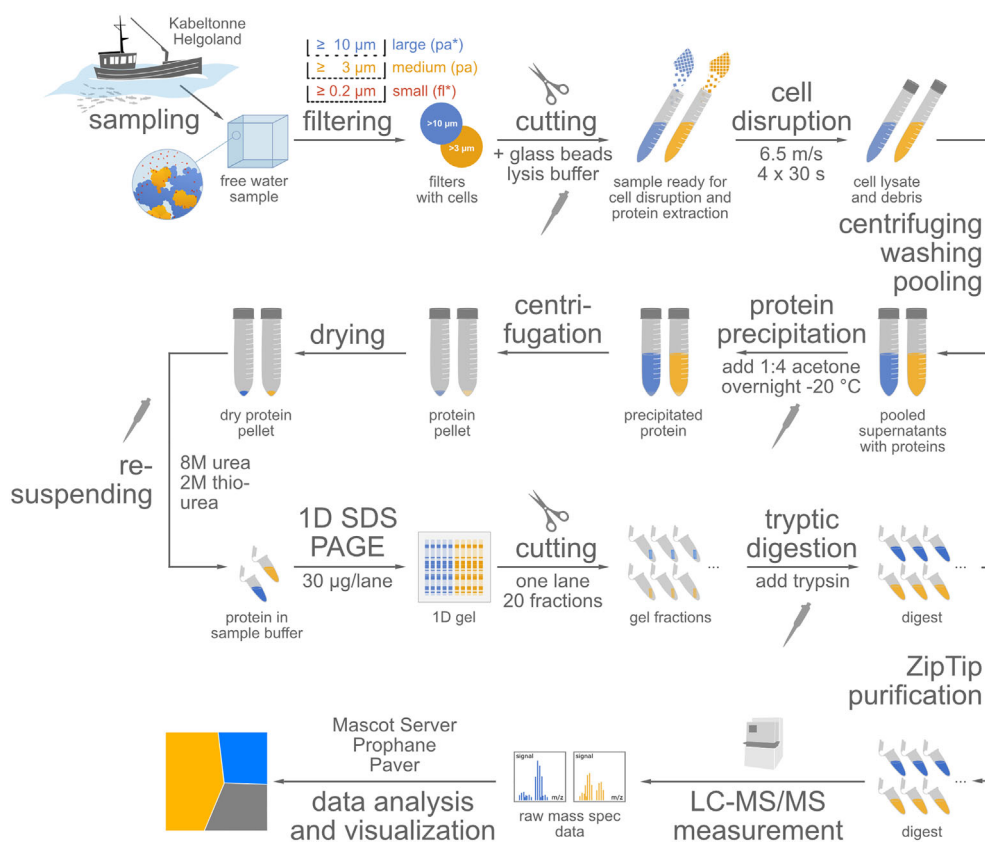 Kabeltonne
Helgoland
sampling
free water
sample
≥ 10 µm large (pa*)
≥ 3 µm medium (pa)
≥ 0.2 µm small (fl*)
filtering
>10 µm
>3 µm
filters
with cells
cutting
+ glass beads
lysis buffer
sample ready for
cell disruption and
protein extraction
cell
disruption
6.5 m/s
4 x 30 s
cell lysate
and debris
centrifuging
washing
pooling
pooled
supernatants
with proteins
protein
precipitation
add 1:4 acetone
overnight -20 °C
precipitated
protein
centri-
fugation
protein
pellet
drying
dry protein
pellet
re-
suspending
8M urea
2M thio-
urea
protein in
sample buffer
1D SDS
PAGE
30 µg/lane
1D gel
cutting
one lane
20 fractions
...
gel fractions
tryptic
digestion
add trypsin
...
digest
ZipTip
purification
...
digest
LC-MS/MS
measurement
signal
m/z
signal
m/z
raw mass spec
data
Mascot Server
Prophane
Paver
data analysis
and visualization